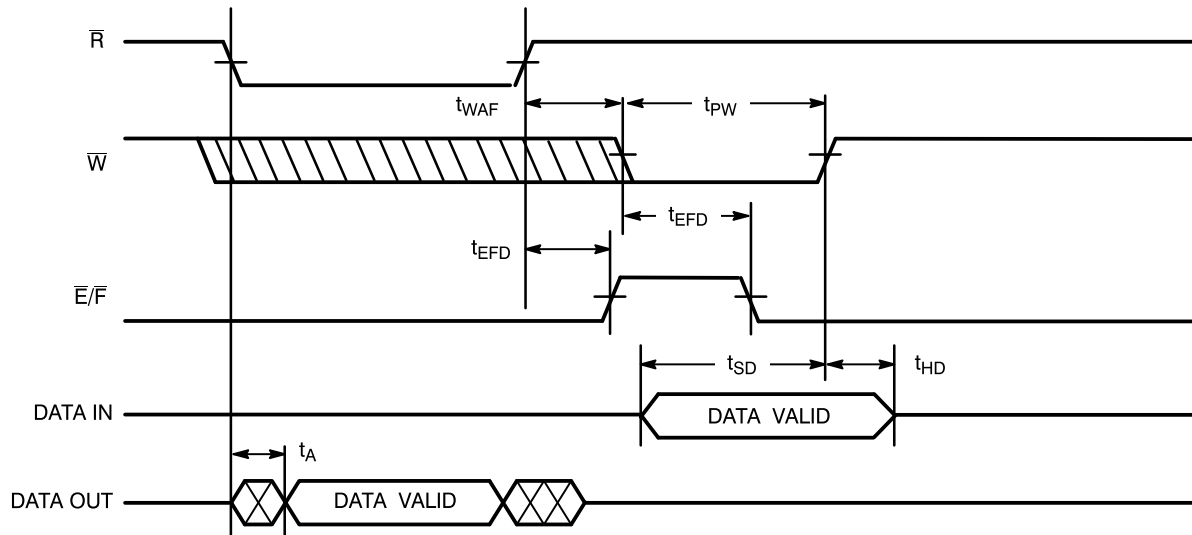 R̅
tWAF
tPW
W̅
tEFD
tEFD
E̅/F̅
tSD
tHD
DATA IN
DATA VALID
tA
DATA OUT
DATA VALID